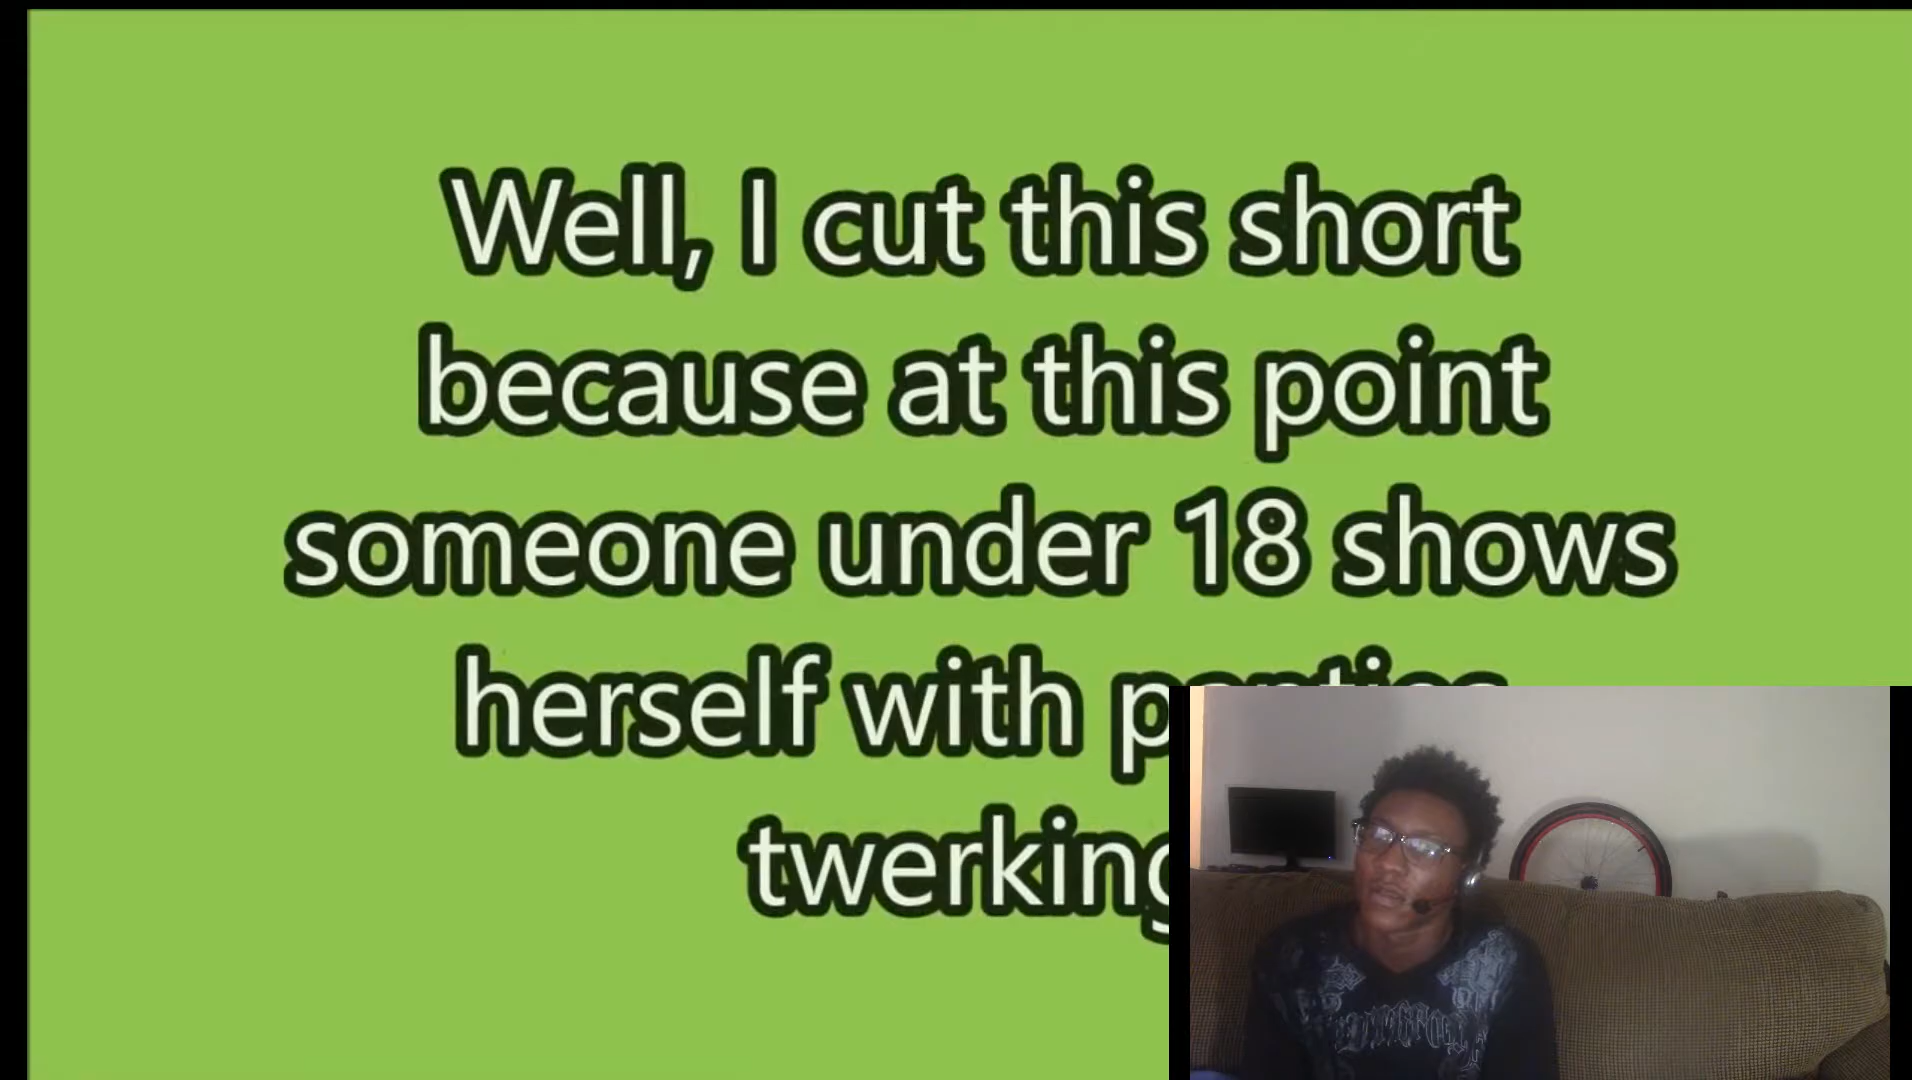 Well, I cut this short
because at this point
someone under 18 shows
herself with
twerking